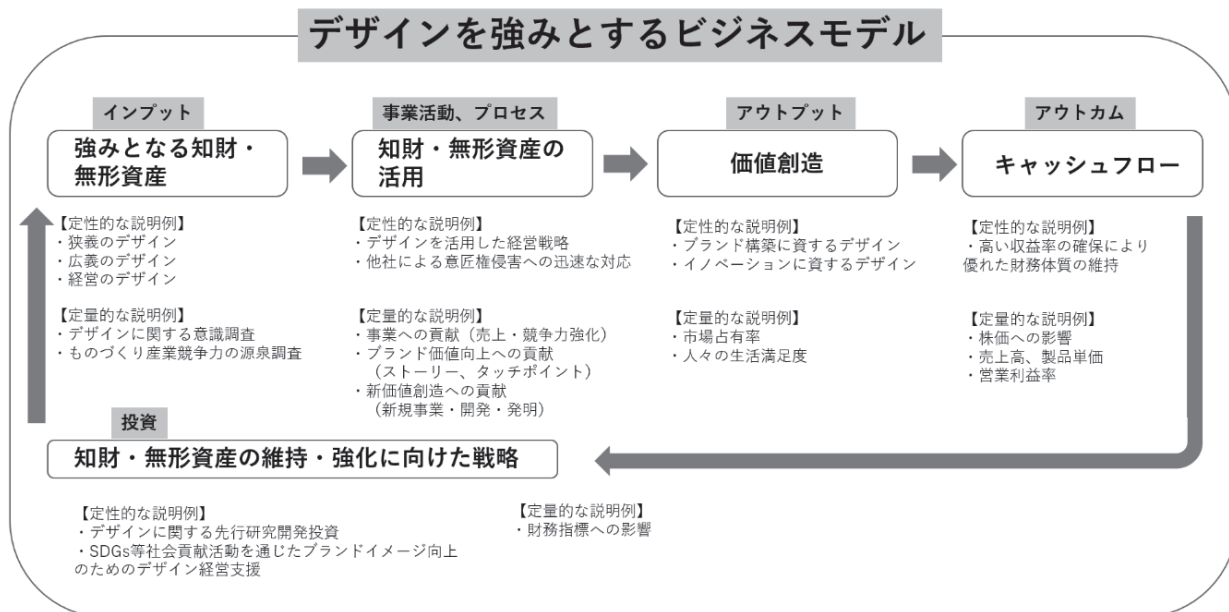 デザインを強みとするビジネスモデル
インプット
強みとなる知財・
無形資産
【定性的な説明例】
・狭義のデザイン
・広義のデザイン
・経営のデザイン
【定量的な説明例】
・デザインに関する意識調査
・ものづくり産業競争力の源泉調査
事業活動、プロセス
知財・無形資産の
活用
【定性的な説明例】
・デザインを活用した経営戦略
・他社による意匠権侵害への迅速な対応
【定量的な説明例】
・事業への貢献（売上・競争力強化）
・ブランド価値向上への貢献
（ストーリー、タッチポイント）
・新価値創造への貢献
（新規事業・開発・発明）
アウトプット
価値創造
【定性的な説明例】
・ブランド構築に資するデザイン
・イノベーションに資するデザイン
【定量的な説明例】
・市場占有率
・人々の生活満足度
アウトカム
キャッシュフロー
【定性的な説明例】
・高い収益率の確保により
優れた財務体質の維持
【定量的な説明例】
・株価への影響
・売上高、製品単価
・営業利益率
投資
知財・無形資産の維持・強化に向けた戦略
【定性的な説明例】
・デザインに関する先行研究開発投資
・SDGs等社会貢献活動を通じたブランドイメージ向上
のためのデザイン経営支援
【定量的な説明例】
・財務指標への影響